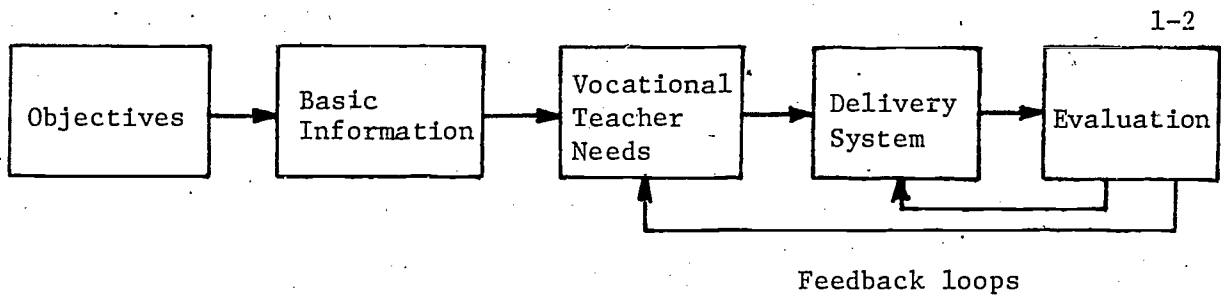 1-2
Objectives
Basic
Information
Vocational
Teacher
Needs
Delivery
System
Evaluation
Feedback loops